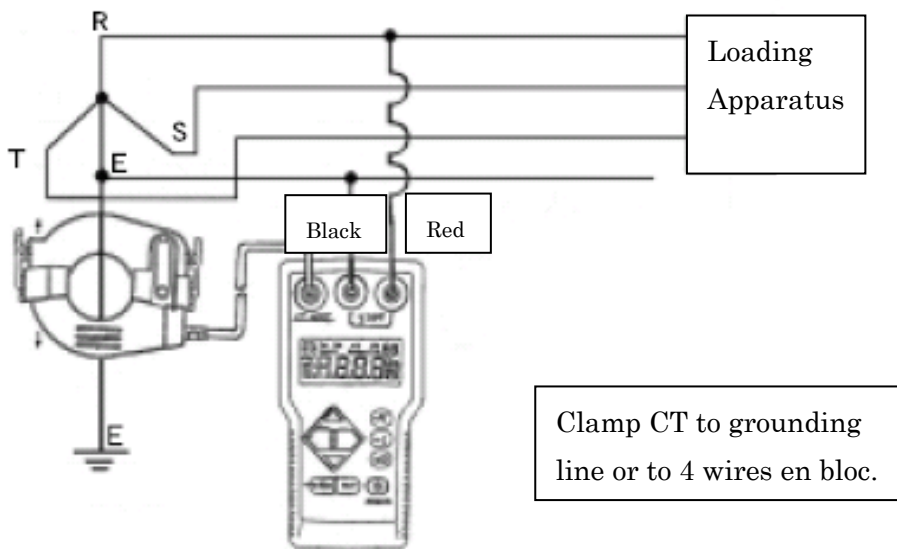 R
Loading
Apparatus
S
T
E
Black
Red
E
Clamp CT to grounding
line or to 4 wires en bloc.